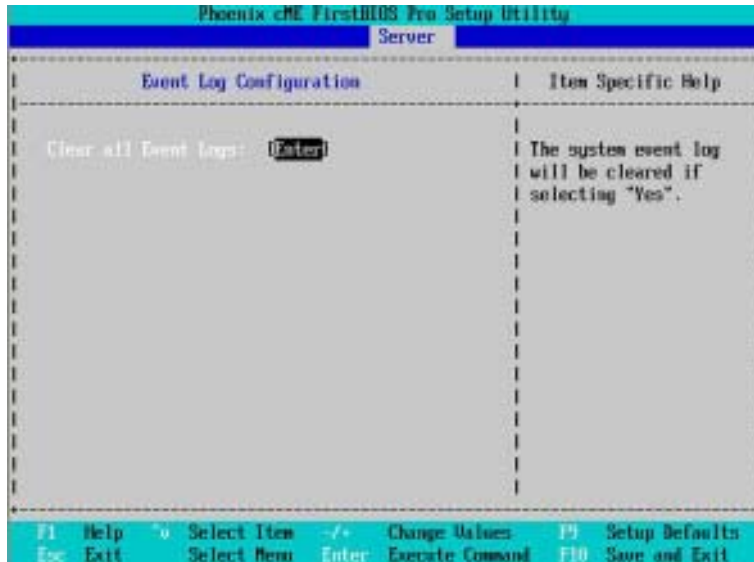 Phoenix cME FirstBIOS Pro Setup Utility
Server
Event Log Configuration
Item Specific Help
Clear all Event Logs: [Enter]
The system event log
will be cleared if
selecting "Yes".
F1 Help Select Item -/+ Change Values F9 Setup Defaults
Esc Exit Select Menu Enter Execute Command F10 Save and Exit